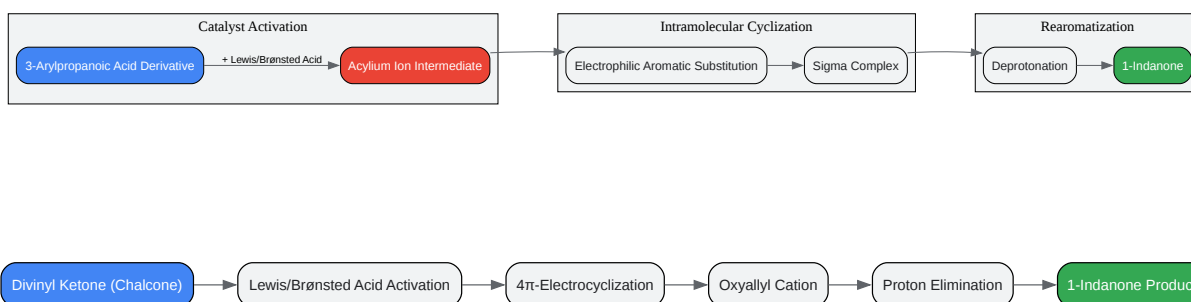 Catalyst Activation
3-Arylpropanoic Acid Derivative
+ Lewis/Brønsted Acid
Acylium Ion Intermediate
Intramolecular Cyclization
Electrophilic Aromatic Substitution
Sigma Complex
Rearomatization
Deprotonation
1-Indanone
Divinyl Ketone (Chalcone)
Lewis/Brønsted Acid Activation
4π-Electrocyclization
Oxyallyl Cation
Proton Elimination
1-Indanone Produc